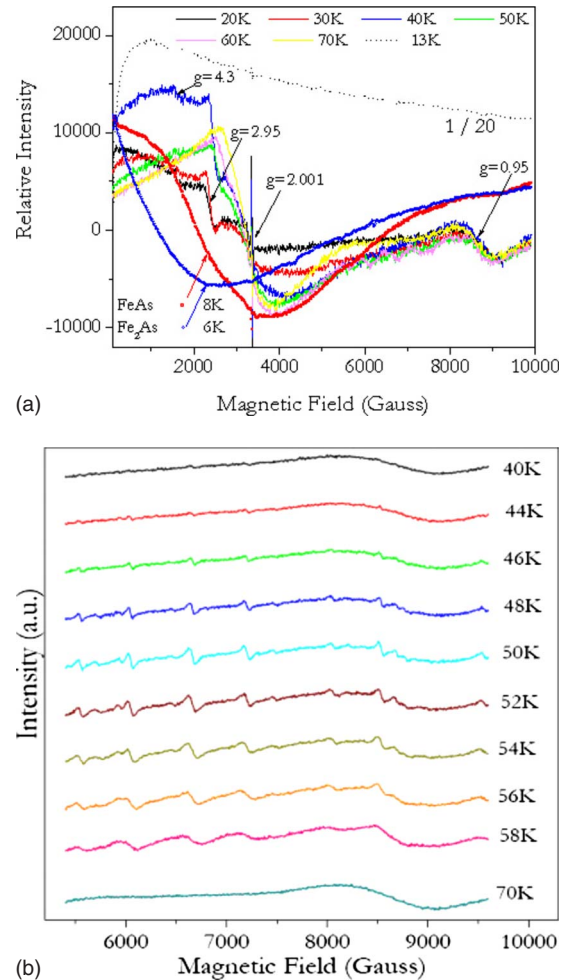 (a)
20K 30K 40K 50K
60K 70K 13K
Relative Intensity
20000
10000
0
-10000
g=4.3
g=2.95
g=2.001
g=0.95
1 / 20
FeAs 8K
Fe₂As 6K
2000 4000 6000 8000 10000
Magnetic Field (Gauss)
(b)
Intensity (a.u.)
40K
44K
46K
48K
50K
52K
54K
56K
58K
70K
6000 7000 8000 9000 10000
Magnetic Field (Gauss)